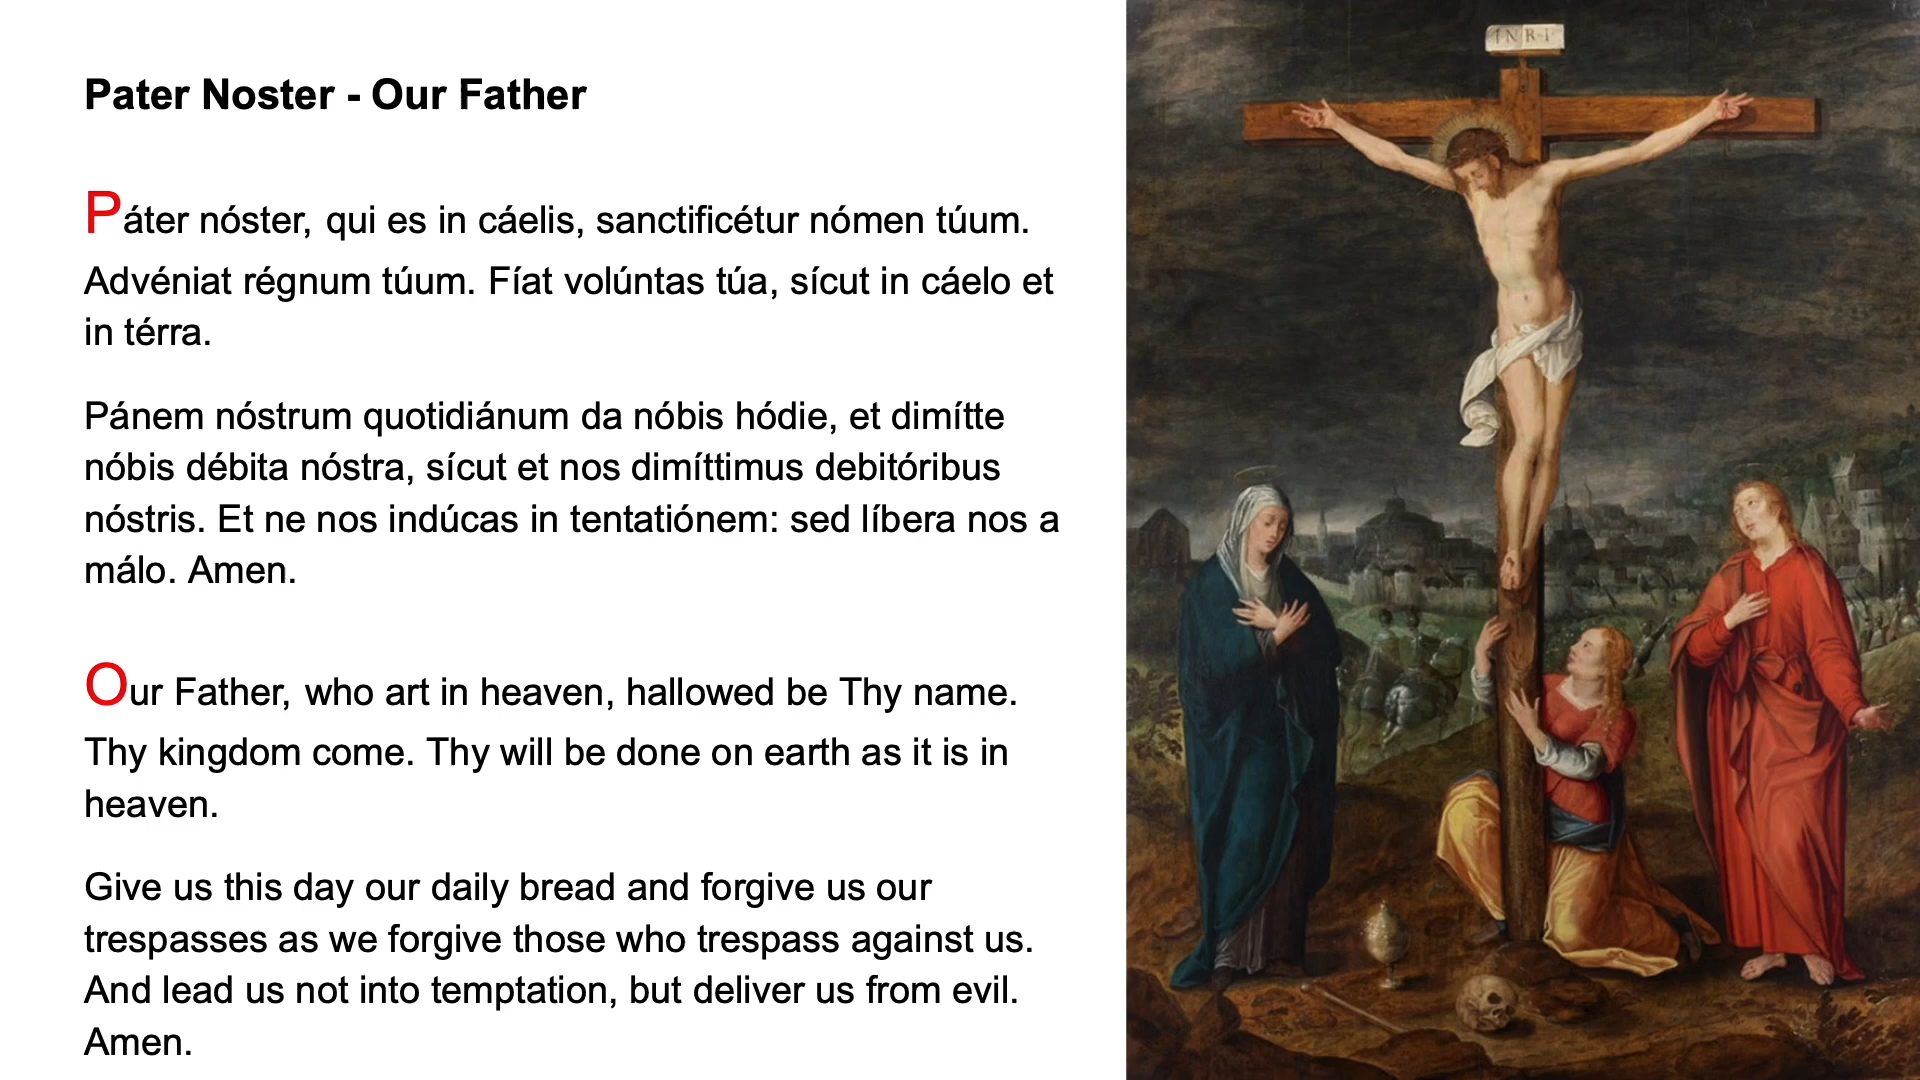 Pater Noster - Our Father
Páter nóster, qui es in cáelis, sanctificétur nómen túum.
Advéniat régnum túum. Fíat volúntas túa, sícut in cáelo et
in térra.
Pánem nóstrum quotidiánum da nóbis hódie, et dimítte
nóbis débita nóstra, sícut et nos dimíttimus debitóribus
nóstris. Et ne nos indúcas in tentatiónem: sed líbera nos a
málo. Amen.
Our Father, who art in heaven, hallowed be Thy name.
Thy kingdom come. Thy will be done on earth as it is in
heaven.
Give us this day our daily bread and forgive us our
trespasses as we forgive those who trespass against us.
And lead us not into temptation, but deliver us from evil.
Amen.
INRI